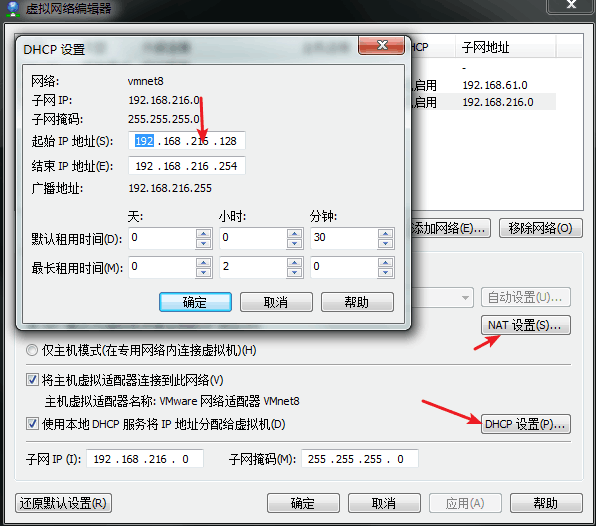 虚拟网络编辑器
DHCP 设置
网络: vmnet8
子网 IP: 192.168.216.0
子网掩码: 255.255.255.0
起始 IP 地址(S): 192 . 168 . 216 . 128
结束 IP 地址(E): 192 . 168 . 216 . 254
广播地址: 192.168.216.255
天: 小时: 分钟:
默认租用时间(D): 0 0 30
最长租用时间(M): 0 2 0
确定 取消 帮助
子网地址
-
启用 192.168.61.0
启用 192.168.216.0
添加网络(E)... 移除网络(O)
自动设置(U)...
NAT 设置(S)...
仅主机模式(在专用网络内连接虚拟机)(H)
将主机虚拟适配器连接到此网络(V)
主机虚拟适配器名称: VMware 网络适配器 VMnet8
使用本地 DHCP 服务将 IP 地址分配给虚拟机(D)
DHCP 设置(P)...
子网 IP (I): 192 . 168 . 216 . 0 子网掩码(M): 255 . 255 . 255 . 0
还原默认设置(R) 确定 取消 应用(A) 帮助